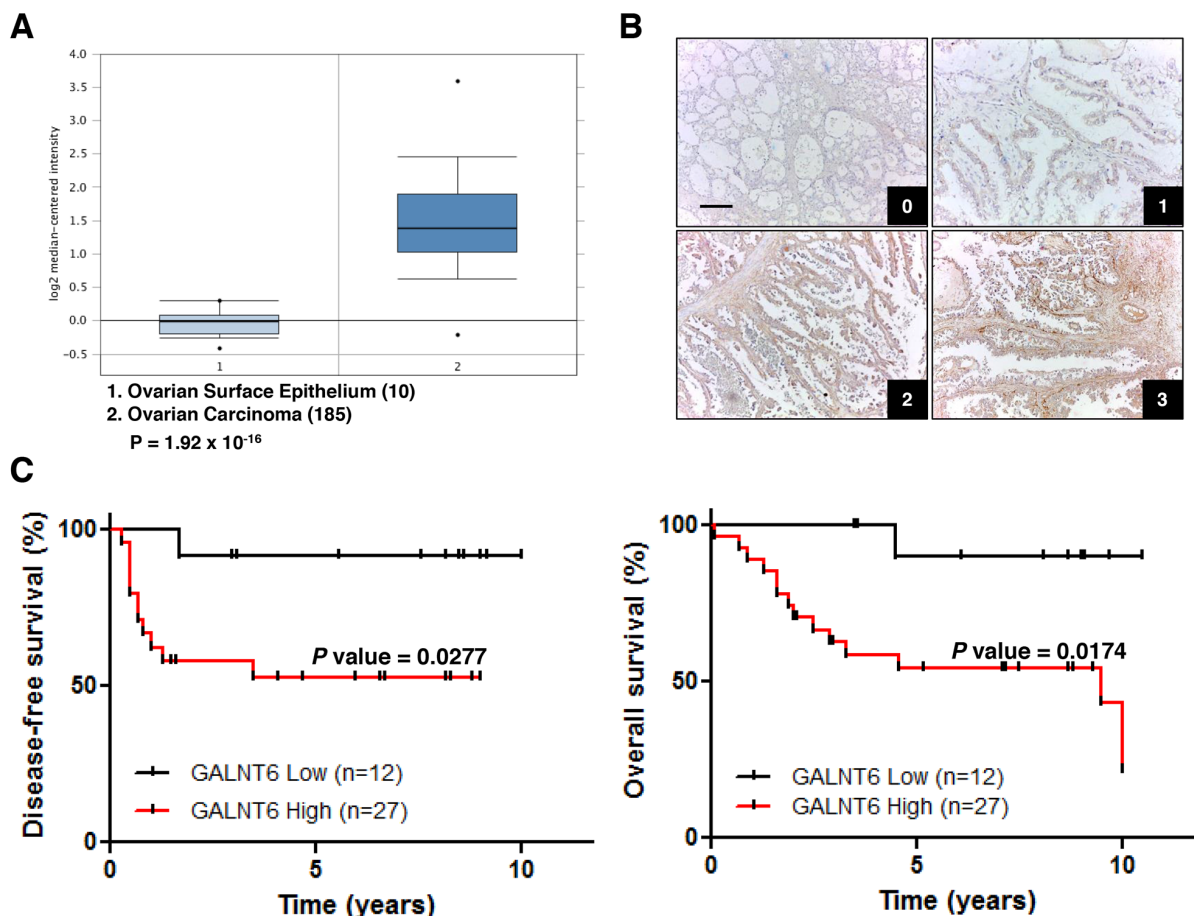 A
4.0
3.5
3.0
2.5
2.0
1.5
1.0
0.5
0.0
−0.5
log2 median-centered intensity
1
2
1. Ovarian Surface Epithelium (10)
2. Ovarian Carcinoma (185)
P = 1.92 x 10⁻¹⁶
B
0
1
2
3
C
Disease-free survival (%)
100
50
0
P value = 0.0277
GALNT6 Low (n=12)
GALNT6 High (n=27)
0
5
10
Time (years)
Overall survival (%)
100
50
0
P value = 0.0174
GALNT6 Low (n=12)
GALNT6 High (n=27)
0
5
10
Time (years)